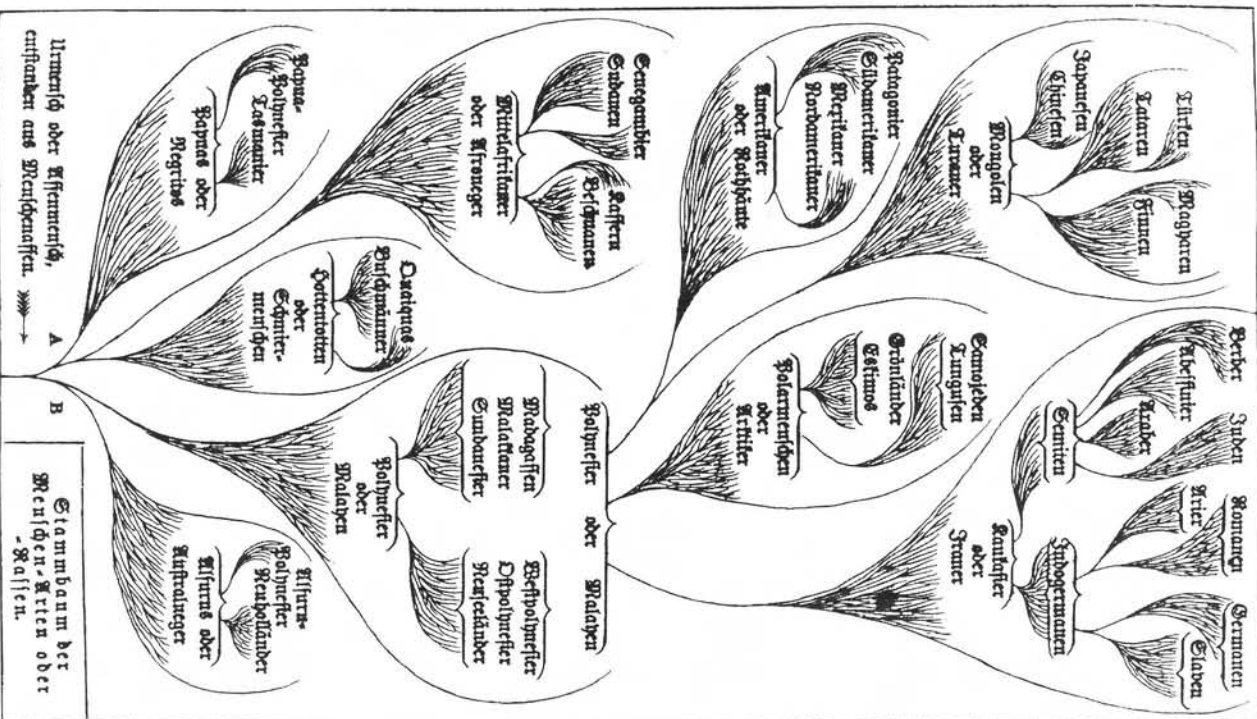 Türken
Magyaren
Tataren
Finnen
Japanesen
Chinesen
Mongolen
oder
Turaner
Berber
Juden
Abessinier
Araber
Semiten
Romanen
Germanen
Arier
Slaven
Indogermanen
Kaukasier
oder
Iraner
Patagonier
Südamerikaner
Mexikaner
Nordamerikaner
Amerikaner
oder Rothhäute
Samojeden
Tungusen
Grönländer
Eskimos
Polarmenschen
oder
Arktiker
Senegambier
Sudanen
Kaffern
Beschuanen
Mittelafrikaner
oder Afroneger
Polynesier oder Malayen
Madagassen
Malakkaner
Sundanesier
Westpolynesier
Ostpolynesier
Neuseeländer
Polynesier
oder
Malayen
Papua-
Polynesier
Tasmanier
Papuas oder
Negritos
Quaiquas
Buschmänner
Hottentotten
oder
Schmier-
menschen
Alfuru-
Polynesier
Neuholländer
Alfurus oder
Australneger
Urmensch oder Affenmensch,
entstanden aus Menschenaffen.
A
B
Stammbaum der
Menschen-Arten oder
-Rassen.